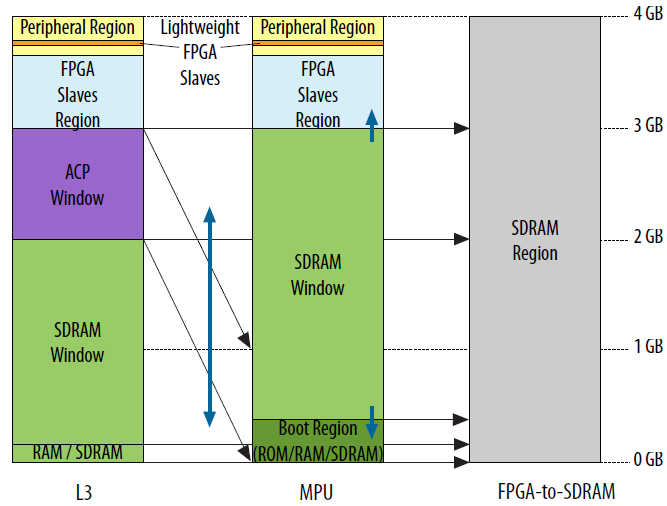 Peripheral Region
Lightweight
FPGA
Slaves
Peripheral Region
4 GB
FPGA
Slaves
Region
FPGA
Slaves
Region
3 GB
ACP
Window
2 GB
SDRAM
Window
SDRAM
Region
SDRAM
Window
1 GB
Boot Region
(ROM/RAM/SDRAM)
RAM / SDRAM
0 GB
L3
MPU
FPGA-to-SDRAM